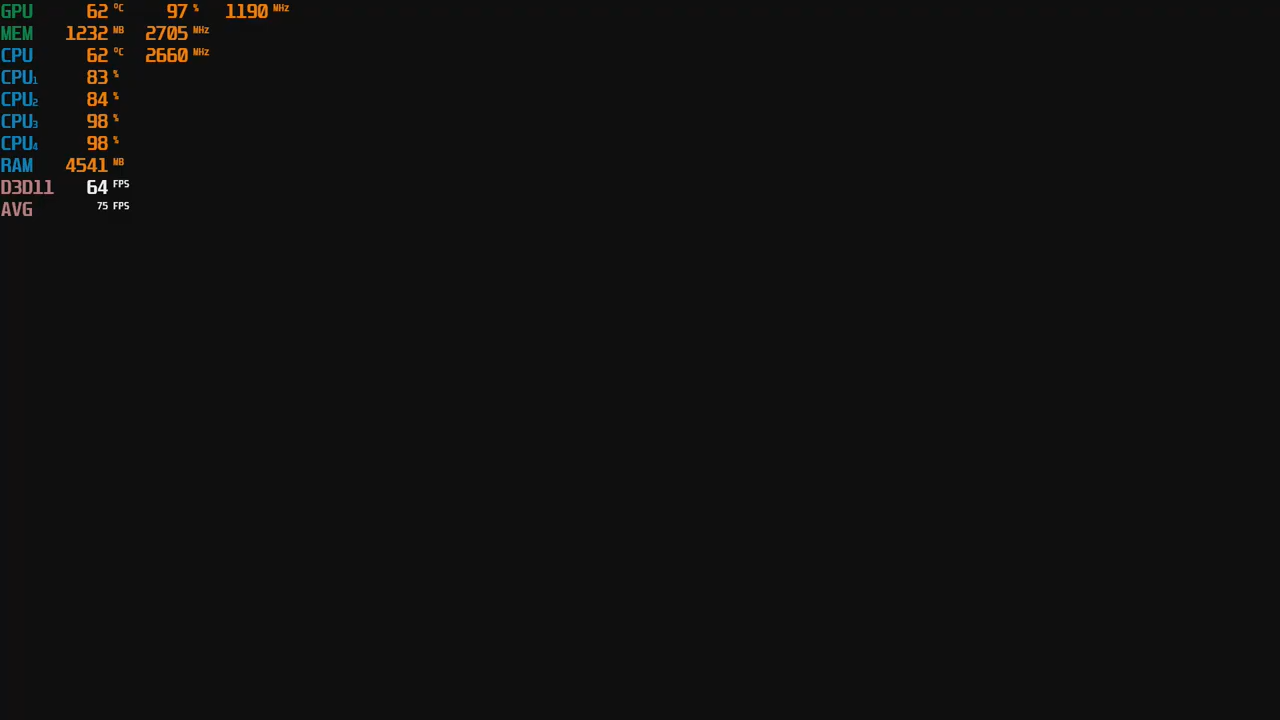 GPU 62 °C 97 % 1190 MHz
MEM 1232 MB 2705 MHz
CPU 62 °C 2660 MHz
CPU1 83 %
CPU2 84 %
CPU3 98 %
CPU4 98 %
RAM 4541 MB
D3D11 64 FPS
AVG 75 FPS